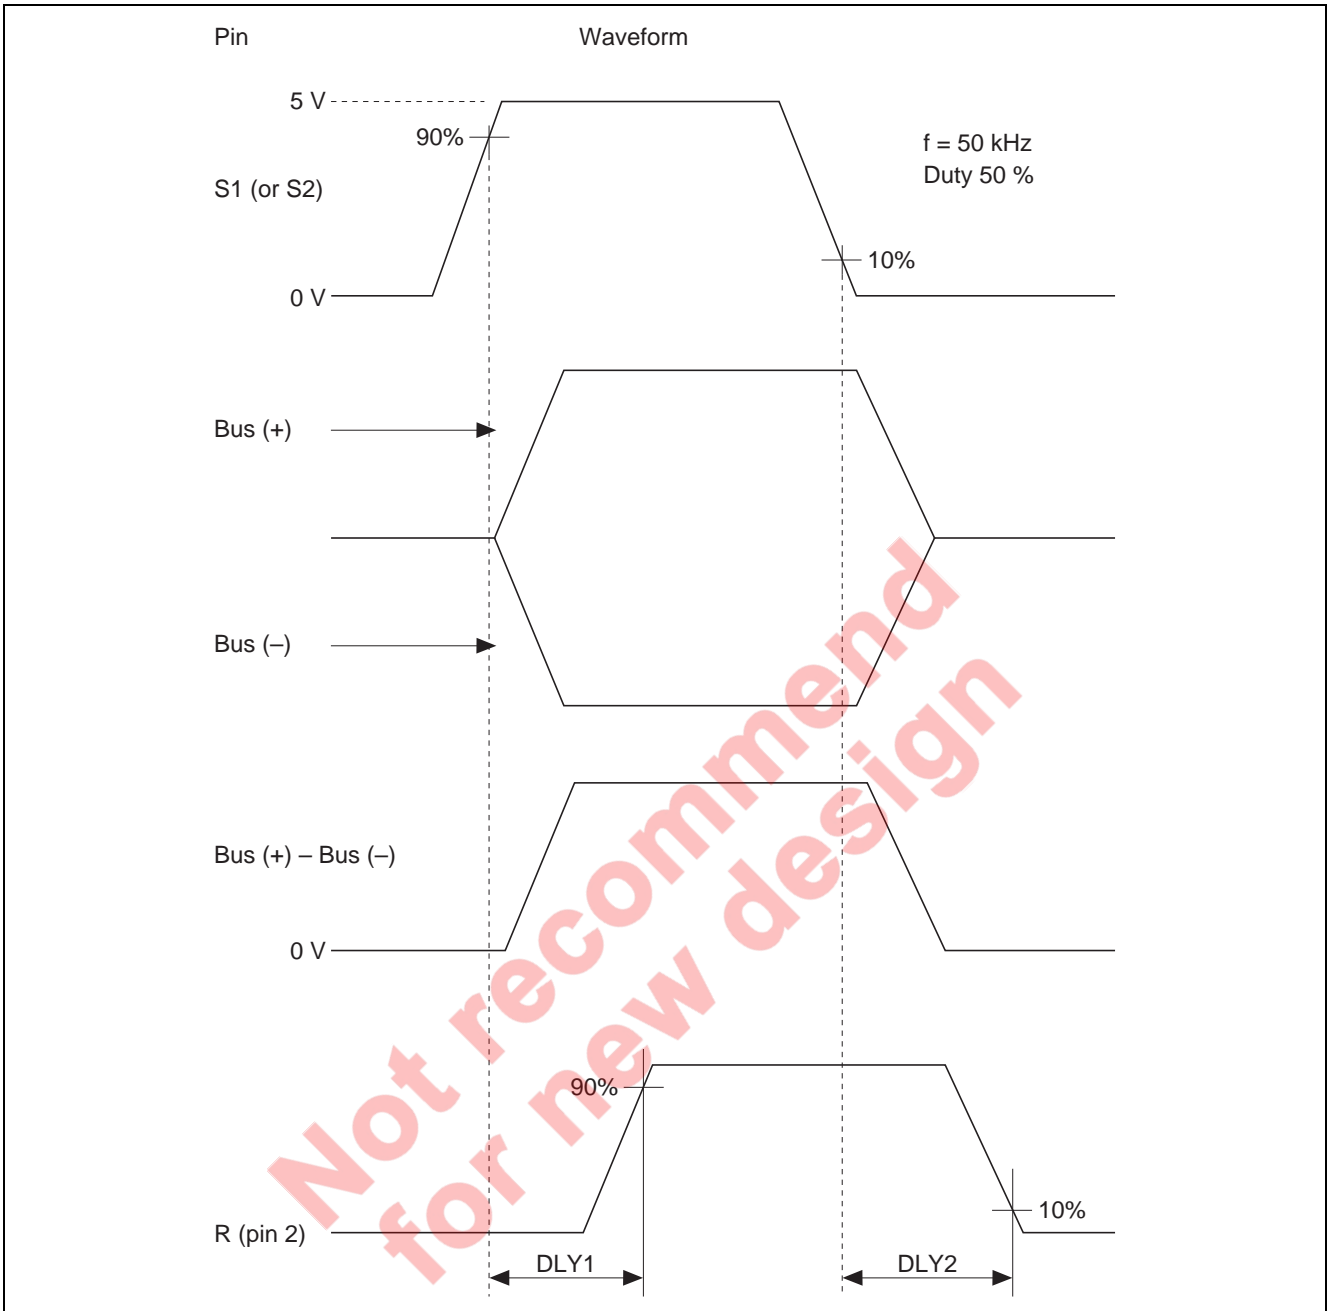 Pin Waveform
5 V
90%
f = 50 kHz
Duty 50 %
S1 (or S2)
10%
0 V
Bus (+)
Bus (–)
Bus (+) – Bus (–)
0 V
90%
10%
R (pin 2)
DLY1 DLY2
Not recommend
for new design